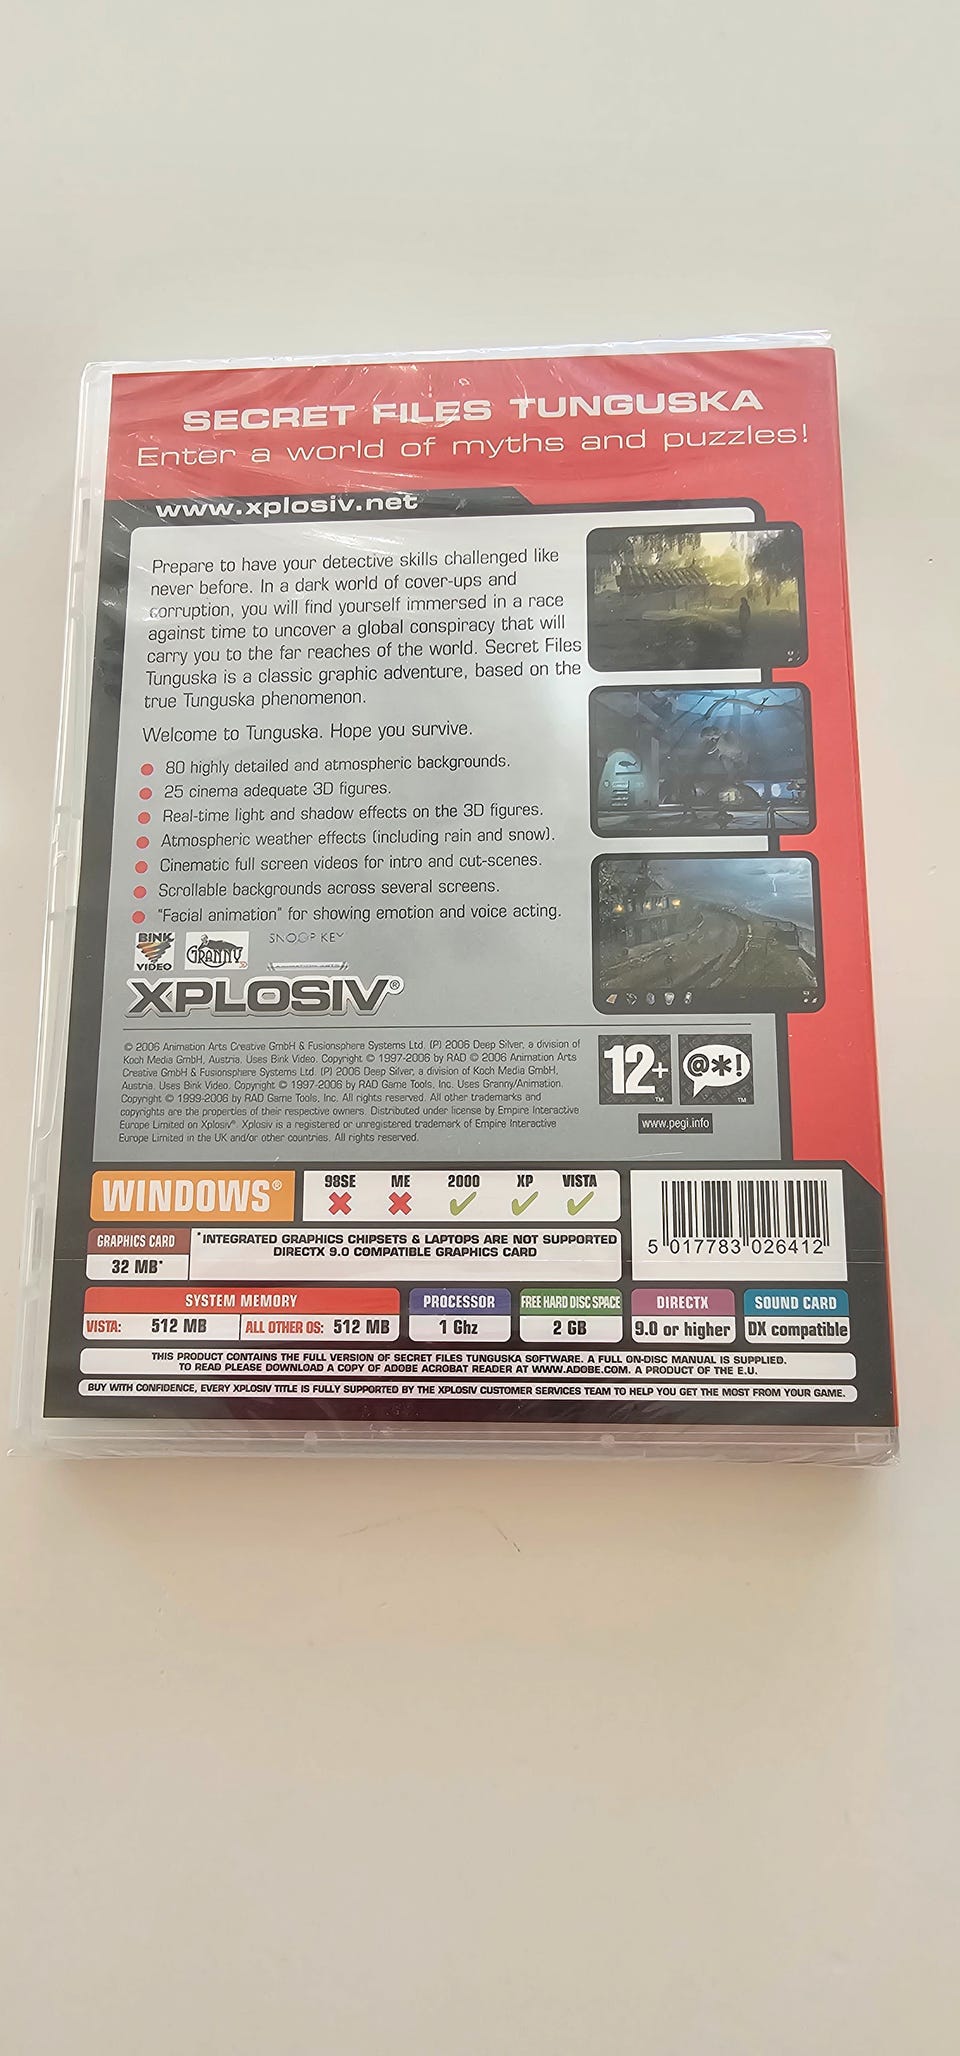 SECRET FILES TUNGUSKA
Enter a world of myths and puzzles!
www.xplosiv.net
Prepare to have your detective skills challenged like
never before. In a dark world of cover-ups and
corruption, you will find yourself immersed in a race
against time to uncover a global conspiracy that will
carry you to the far reaches of the world. Secret Files
Tunguska is a classic graphic adventure, based on the
true Tunguska phenomenon.
Welcome to Tunguska. Hope you survive.
80 highly detailed and atmospheric backgrounds.
25 cinema adequate 3D figures.
Real-time light and shadow effects on the 3D figures.
Atmospheric weather effects (including rain and snow).
Cinematic full screen videos for intro and cut-scenes.
Scrollable backgrounds across several screens.
"Facial animation" for showing emotion and voice acting.
BINK
VIDEO
GRANNY
SNOOP KEY
XPLOSIV®
© 2006 Animation Arts Creative GmbH & Fusionsphere Systems Ltd. (P) 2006 Deep Silver, a division of
Koch Media GmbH, Austria. Uses Bink Video. Copyright © 1997-2006 by RAD © 2006 Animation Arts
Creative GmbH & Fusionsphere Systems Ltd. (P) 2006 Deep Silver, a division of Koch Media GmbH,
Austria. Uses Bink Video. Copyright © 1997-2006 by RAD Game Tools, Inc. Uses Granny/Animation.
Copyright © 1999-2006 by RAD Game Tools, Inc. All rights reserved. All other trademarks and
copyrights are the properties of their respective owners. Distributed under license by Empire Interactive
Europe Limited on Xplosiv®. Xplosiv is a registered or unregistered trademark of Empire Interactive
Europe Limited in the UK and/or other countries. All rights reserved.
12+ ™
@*! ™
www.pegi.info
WINDOWS®
98SE ME 2000 XP VISTA
GRAPHICS CARD
32 MB*
*INTEGRATED GRAPHICS CHIPSETS & LAPTOPS ARE NOT SUPPORTED
DIRECTX 9.0 COMPATIBLE GRAPHICS CARD
5 017783 026412
SYSTEM MEMORY
VISTA: 512 MB ALL OTHER OS: 512 MB
PROCESSOR
1 Ghz
FREE HARD DISC SPACE
2 GB
DIRECTX
9.0 or higher
SOUND CARD
DX compatible
THIS PRODUCT CONTAINS THE FULL VERSION OF SECRET FILES TUNGUSKA SOFTWARE. A FULL ON-DISC MANUAL IS SUPPLIED.
TO READ PLEASE DOWNLOAD A COPY OF ADOBE ACROBAT READER AT WWW.ADOBE.COM. A PRODUCT OF THE E.U.
BUY WITH CONFIDENCE, EVERY XPLOSIV TITLE IS FULLY SUPPORTED BY THE XPLOSIV CUSTOMER SERVICES TEAM TO HELP YOU GET THE MOST FROM YOUR GAME.